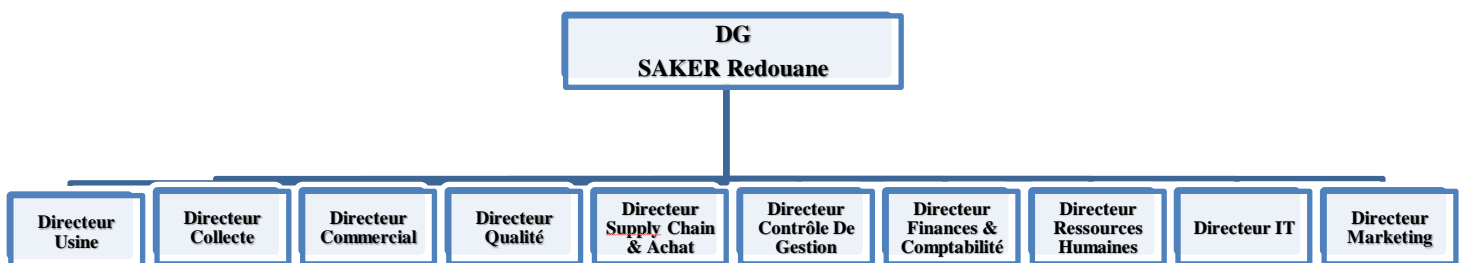 DG
SAKER Redouane
Directeur
Usine
Directeur
Collecte
Directeur
Commercial
Directeur
Qualité
Directeur
Supply Chain
& Achat
Directeur
Contrôle De
Gestion
Directeur
Finances &
Comptabilité
Directeur
Ressources
Humaines
Directeur IT
Directeur
Marketing